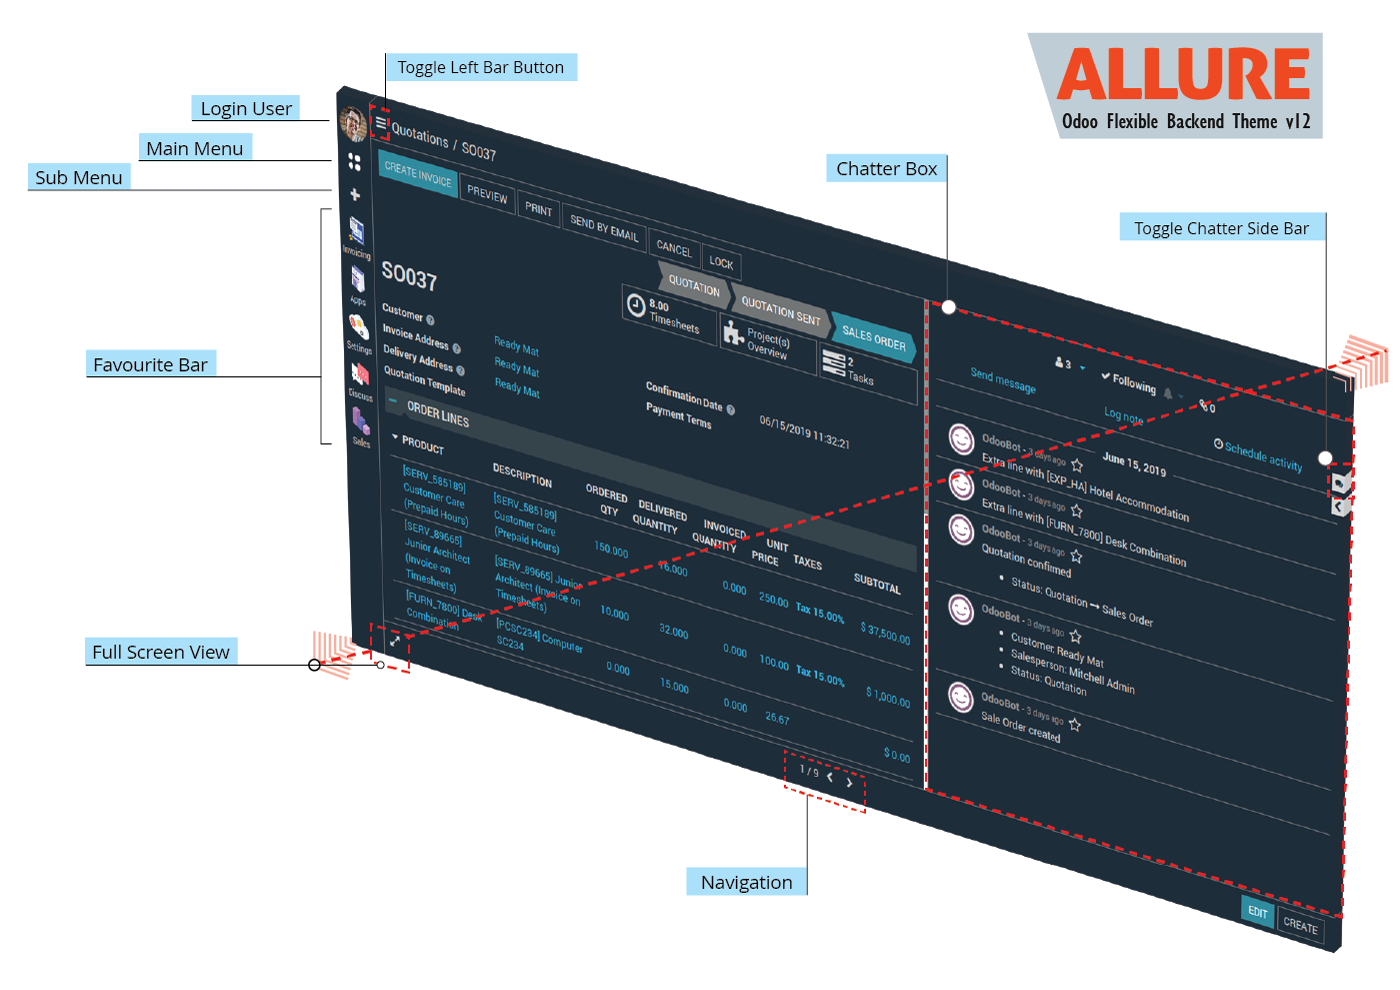 ALLURE
Odoo Flexible Backend Theme v12
Toggle Left Bar Button
Login User
Main Menu
Sub Menu
Favourite Bar
Full Screen View
Navigation
Chatter Box
Toggle Chatter Side Bar
Quotations / SO037
CREATE INVOICE
PREVIEW
PRINT
SEND BY EMAIL
CANCEL
LOCK
Invoicing
Apps
Settings
Discuss
Sales
QUOTATION
QUOTATION SENT
SALES ORDER
SO037
8.00
Timesheets
Project(s)
Overview
2
Tasks
Customer
Invoice Address
Delivery Address
Quotation Template
Ready Mat
Ready Mat
Ready Mat
Confirmation Date
Payment Terms
06/15/2019 11:32:21
ORDER LINES
PRODUCT
DESCRIPTION
ORDERED
QTY
DELIVERED
QUANTITY
INVOICED
QUANTITY
UNIT
PRICE
TAXES
SUBTOTAL
[SERV_585189]
Customer Care
(Prepaid Hours)
[SERV_585189]
Customer Care
(Prepaid Hours)
150.000
16.000
0.000
250.00
Tax 15.00%
$ 37,500.00
[SERV_89665]
Junior Architect
(Invoice on
Timesheets)
[SERV_89665] Junior
Architect (Invoice on
Timesheets)
10.000
32.000
0.000
100.00
Tax 15.00%
$ 1,000.00
[FURN_7800] Desk
Combination
[PCSC234] Computer
SC234
0.000
15.000
0.000
26.67
$ 0.00
1 / 9
Send message
Log note
Schedule activity
3
Following
0
June 15, 2019
OdooBot - 3 days ago
Extra line with [EXP_HA] Hotel Accommodation
OdooBot - 3 days ago
Extra line with [FURN_7800] Desk Combination
OdooBot - 3 days ago
Quotation confirmed
• Status: Quotation → Sales Order
OdooBot - 3 days ago
• Customer: Ready Mat
• Salesperson: Mitchell Admin
• Status: Quotation
OdooBot - 3 days ago
Sale Order created
EDIT
CREATE